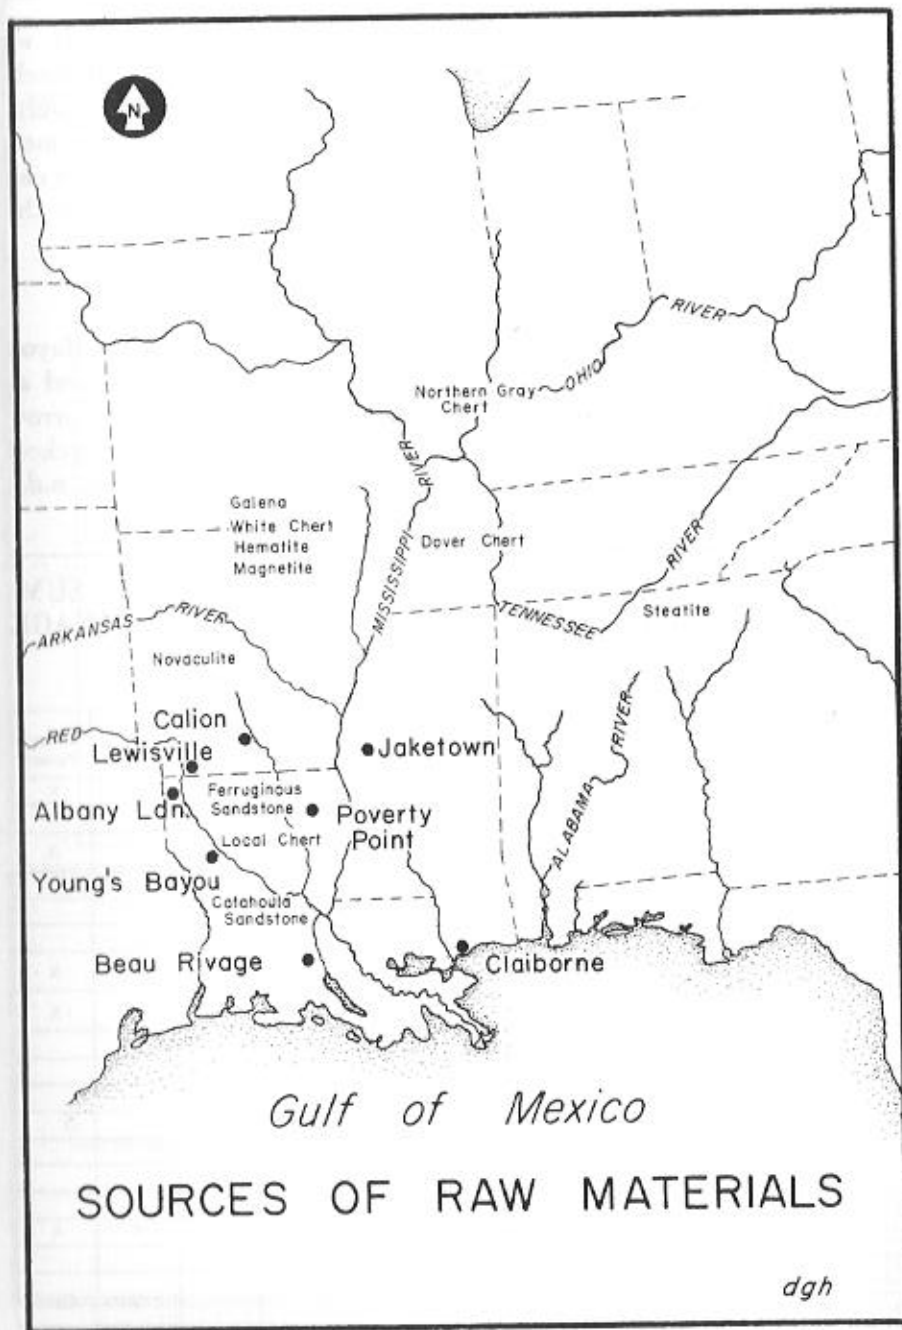 N
RIVER
OHIO
Northern Gray
Chert
RIVER
MISSISSIPPI
Galena
White Chert
Hematite
Magnetite
Dover Chert
RIVER
TENNESSEE
Steatite
ARKANSAS
RIVER
Novaculite
RED
Calion
Lewisville
Jaketown
RIVER
ALABAMA
Albany Ldn.
Ferruginous
Sandstone
Poverty
Point
Local Chert
Young's Bayou
Catahoula
Sandstone
Beau Rivage
Claiborne
Gulf of Mexico
SOURCES OF RAW MATERIALS
dgh